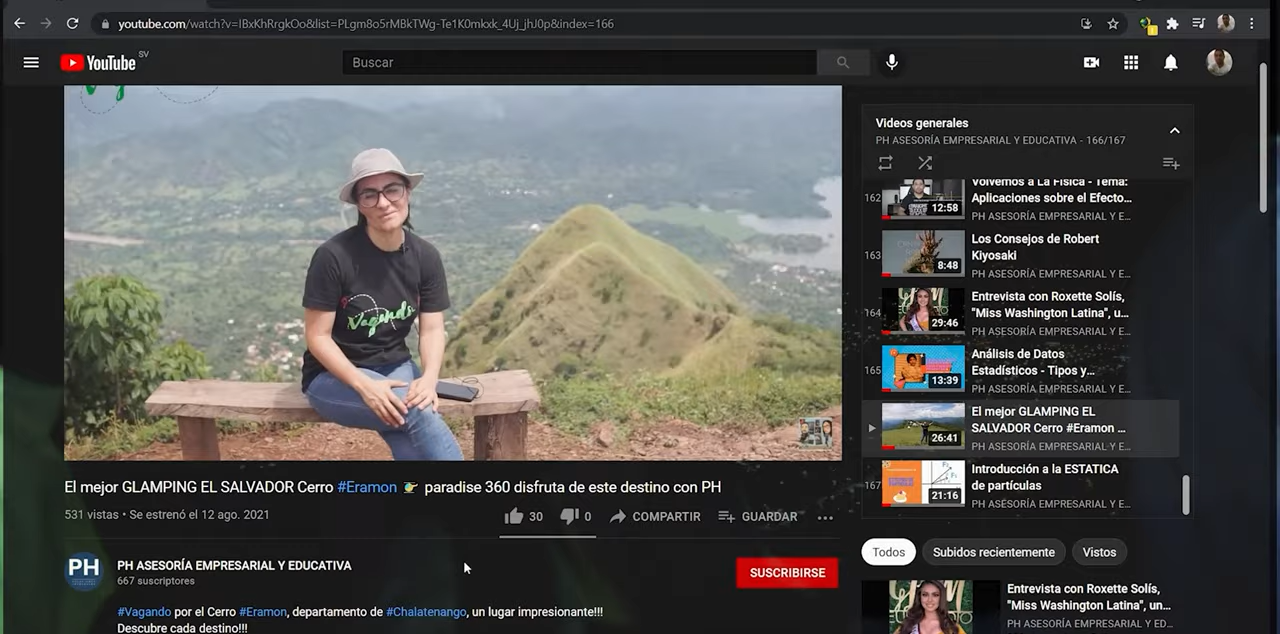 youtube.com/watch?v=IBxKhRrgkOo&list=PLgm8o5rMBkTWg-Te1K0mkxk_4Uj_jhJ0p&index=166
YouTube SV
Buscar
Vagando
El mejor GLAMPING EL SALVADOR Cerro #Eramon paradise 360 disfruta de este destino con PH
531 vistas • Se estrenó el 12 ago. 2021
30
0
COMPARTIR
GUARDAR
PH
PH ASESORÍA EMPRESARIAL Y EDUCATIVA
667 suscriptores
SUSCRIBIRSE
#Vagando por el Cerro #Eramon, departamento de #Chalatenango, un lugar impresionante!!!
Descubre cada destino!!!
Videos generales
PH ASESORÍA EMPRESARIAL Y EDUCATIVA - 166/167
162
12:58
Volvemos a La Física - Tema:
Aplicaciones sobre el Efecto...
PH ASESORÍA EMPRESARIAL Y E...
163
8:48
Los Consejos de Robert
Kiyosaki
PH ASESORÍA EMPRESARIAL Y E...
164
29:46
Entrevista con Roxette Solís,
"Miss Washington Latina", u...
PH ASESORÍA EMPRESARIAL Y E...
165
13:39
Análisis de Datos
Estadísticos - Tipos y...
PH ASESORÍA EMPRESARIAL Y E...
26:41
El mejor GLAMPING EL
SALVADOR Cerro #Eramon ...
PH ASESORÍA EMPRESARIAL Y E...
167
21:16
Introducción a la ESTATICA
de partículas
PH ASESORÍA EMPRESARIAL Y E...
Todos
Subidos recientemente
Vistos
Entrevista con Roxette Solís,
"Miss Washington Latina", un...
PH ASESORÍA EMPRESARIAL Y ED...